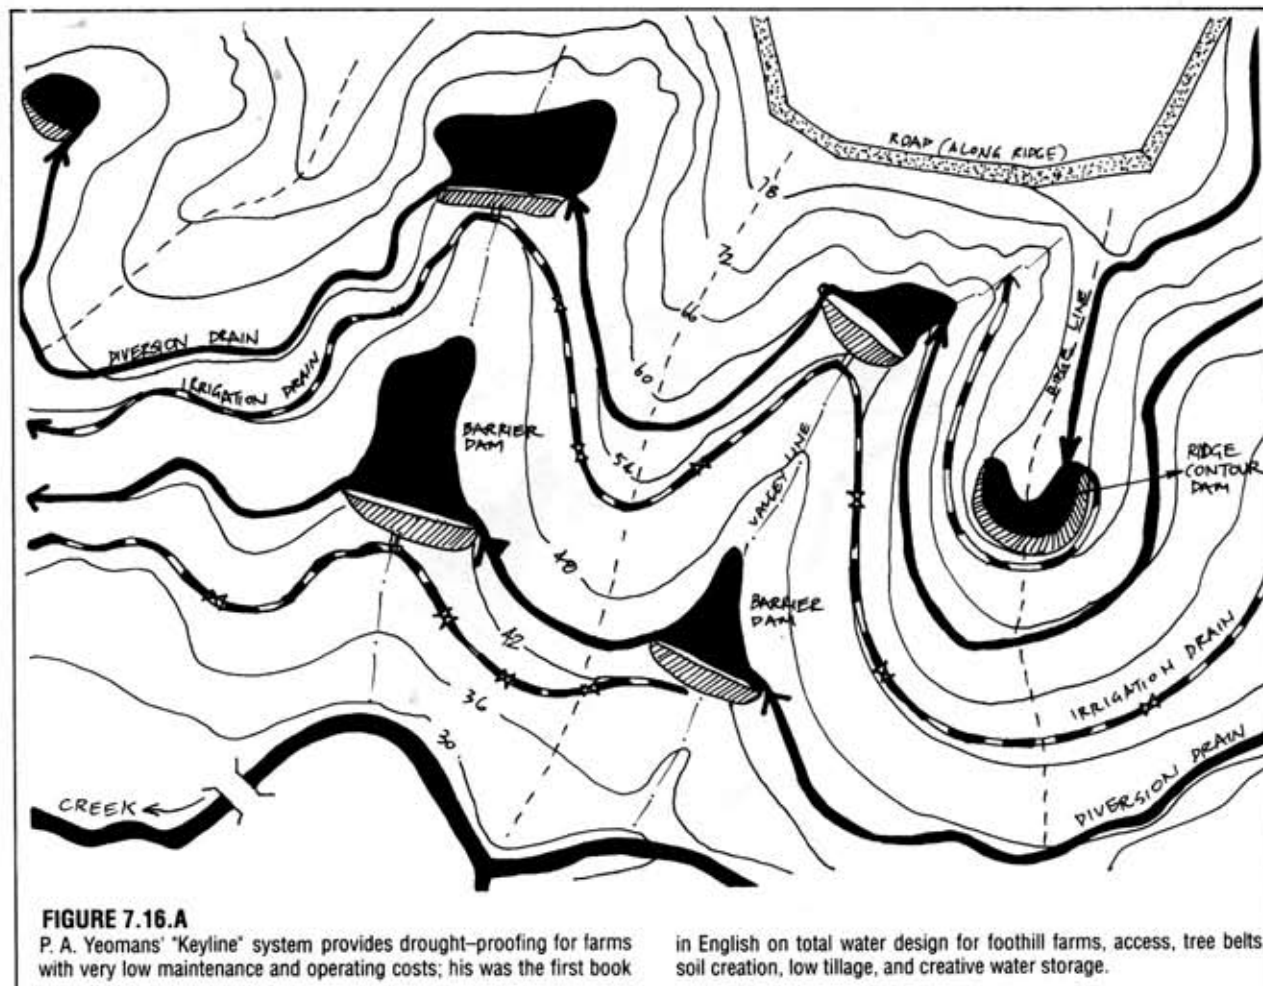 ROAD (ALONG RIDGE)
78
72
66
60
54
48
42
36
30
RIDGE LINE
DIVERSION DRAIN
IRRIGATION DRAIN
BARRIER
DAM
VALLEY LINE
RIDGE
CONTOUR
DAM
BARRIER
DAM
IRRIGATION DRAIN
DIVERSION DRAIN
CREEK
FIGURE 7.16.A
P. A. Yeomans' "Keyline" system provides drought–proofing for farms
with very low maintenance and operating costs; his was the first book
in English on total water design for foothill farms, access, tree belts
soil creation, low tillage, and creative water storage.